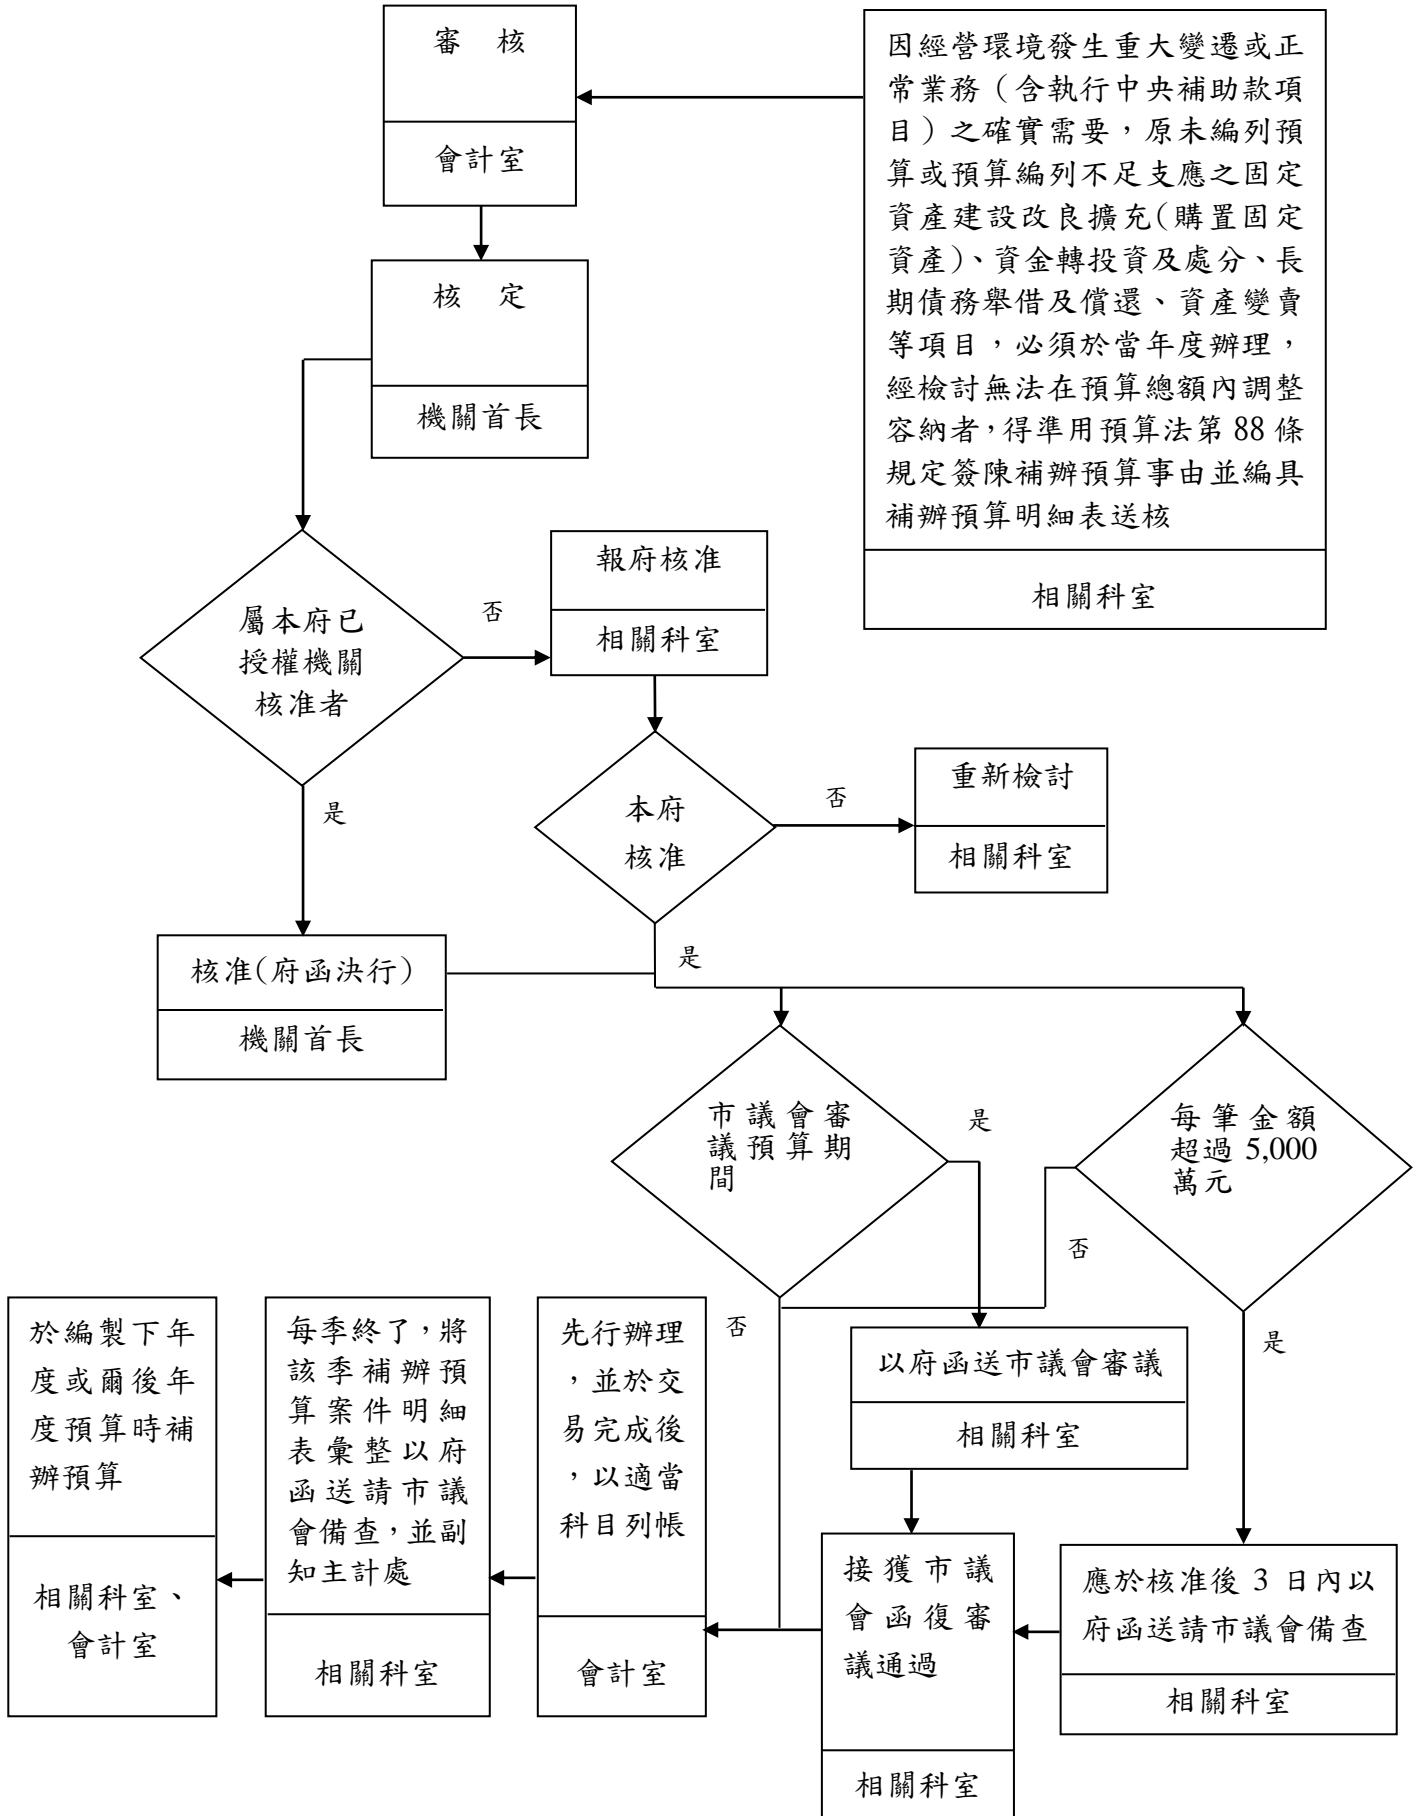 審　核
會計室
因經營環境發生重大變遷或正
常業務（含執行中央補助款項
目）之確實需要，原未編列預
算或預算編列不足支應之固定
資產建設改良擴充(購置固定
資產)、資金轉投資及處分、長
期債務舉借及償還、資產變賣
等項目，必須於當年度辦理，
經檢討無法在預算總額內調整
容納者，得準用預算法第 88 條
規定簽陳補辦預算事由並編具
補辦預算明細表送核
相關科室
核　定
機關首長
屬本府已
授權機關
核准者
否
報府核准
相關科室
是
本府
核准
否
重新檢討
相關科室
核准(府函決行)
機關首長
是
市議會審
議預算期
間
是
每筆金額
超過 5,000
萬元
否
否
是
以府函送市議會審議
相關科室
於編製下年
度或爾後年
度預算時補
辦預算
相關科室、
會計室
每季終了，將
該季補辦預
算案件明細
表彙整以府
函送請市議
會備查，並副
知主計處
相關科室
先行辦理
，並於交
易完成後
，以適當
科目列帳
會計室
接獲市議
會函復審
議通過
相關科室
應於核准後 3 日內以
府函送請市議會備查
相關科室